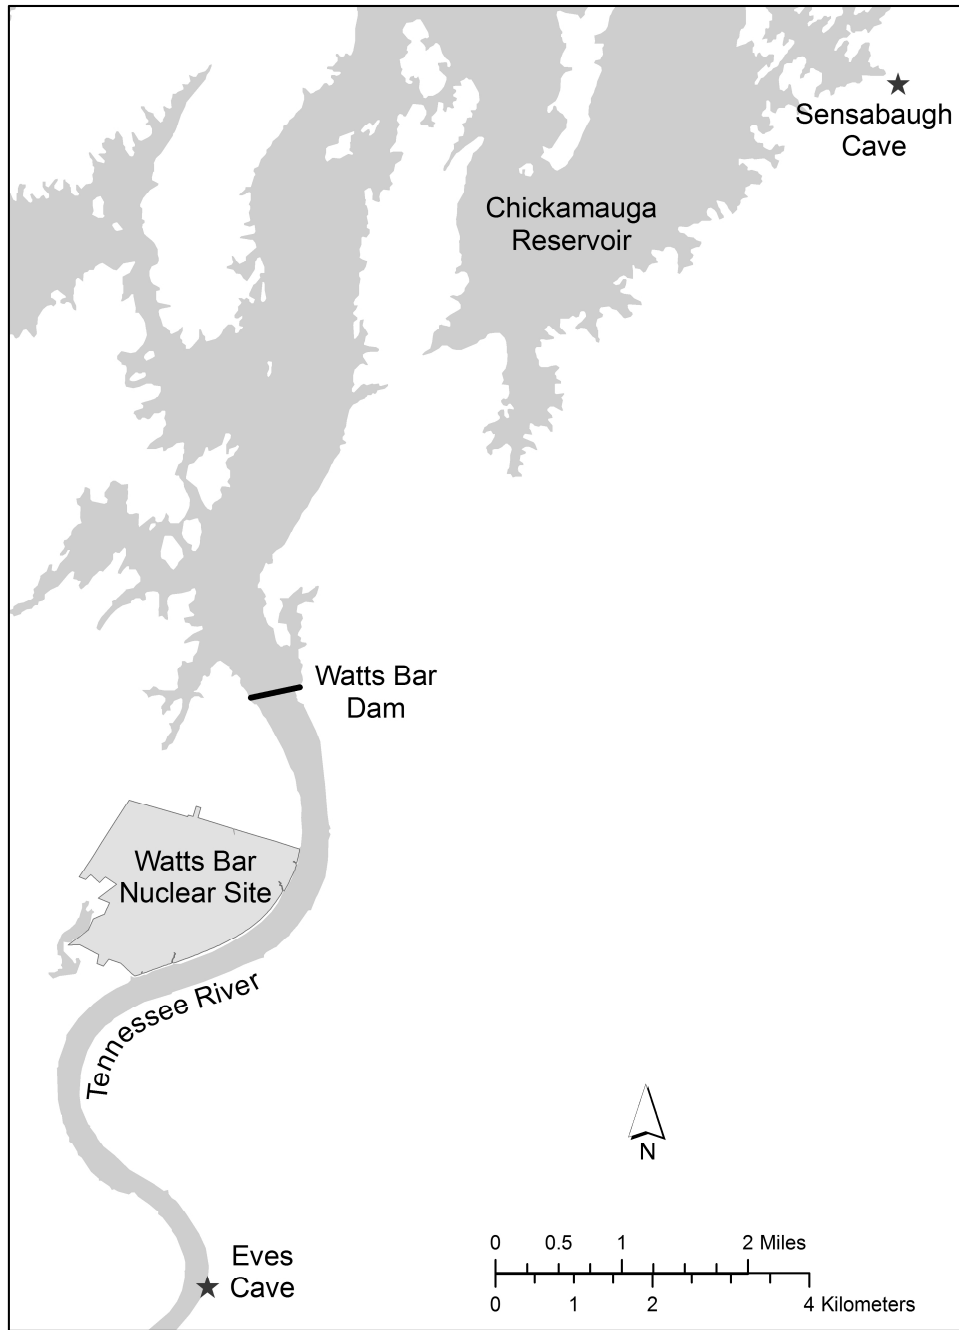 Sensabaugh
Cave
Chickamauga
Reservoir
Watts Bar
Dam
Watts Bar
Nuclear Site
Tennessee River
N
Eves
Cave
0 0.5 1 2 Miles
0 1 2 4 Kilometers